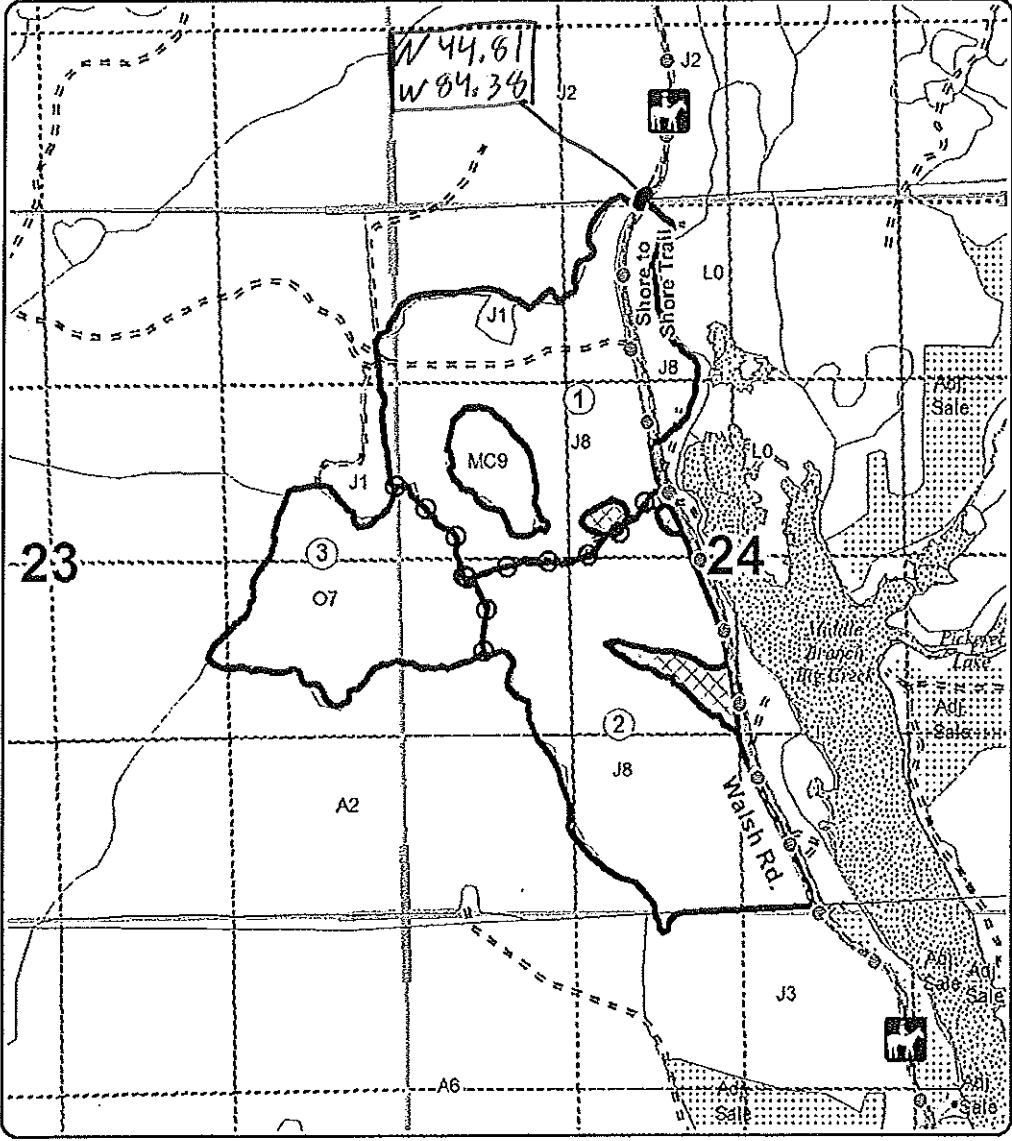 N 44.81
W 84.38
J2
J2
Shore to
Shore Trail
L0
J1
J8
Adj.
Sale
1
J8
MC9
L0
J1
3
23
24
O7
Middle
Branch
Big Creek
Pickerel
Lake
Adj.
Sale
2
J8
A2
Walsh Rd.
Adj.
Sale
Adj.
Sale
J3
A6
Adj.
Sale
Adj.
Sale